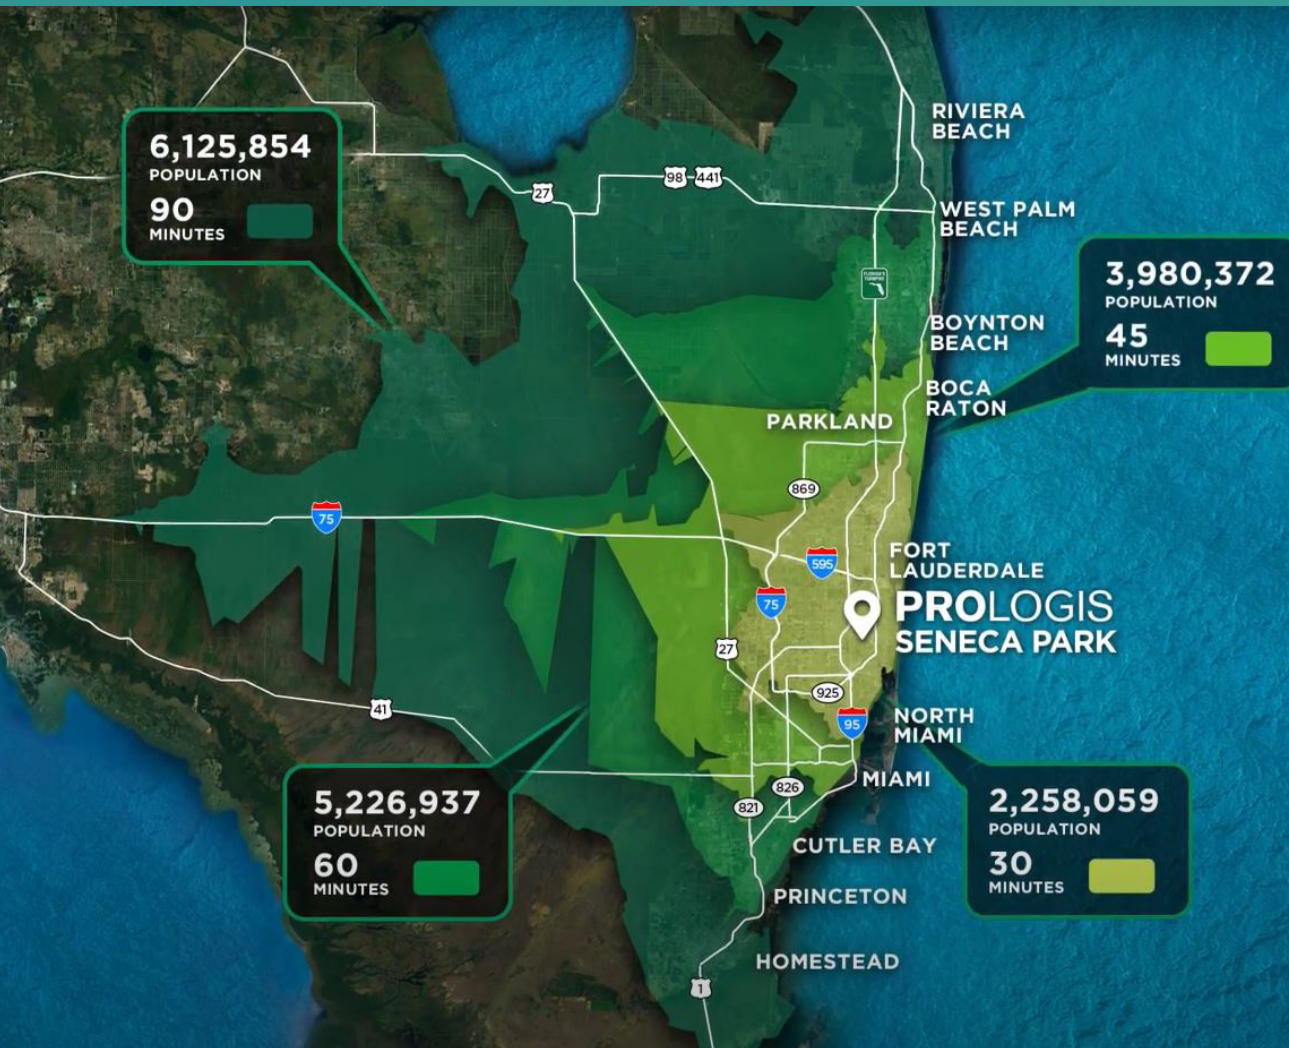 RIVIERA
BEACH
6,125,854
POPULATION
90
MINUTES
98
441
27
WEST PALM
BEACH
3,980,372
POPULATION
45
MINUTES
FLORIDA'S
TURNPIKE
BOYNTON
BEACH
BOCA
RATON
PARKLAND
869
75
595
FORT
LAUDERDALE
75
PROLOGIS
SENECA PARK
27
925
41
95
NORTH
MIAMI
5,226,937
POPULATION
60
MINUTES
MIAMI
826
821
2,258,059
POPULATION
30
MINUTES
CUTLER BAY
PRINCETON
HOMESTEAD
1